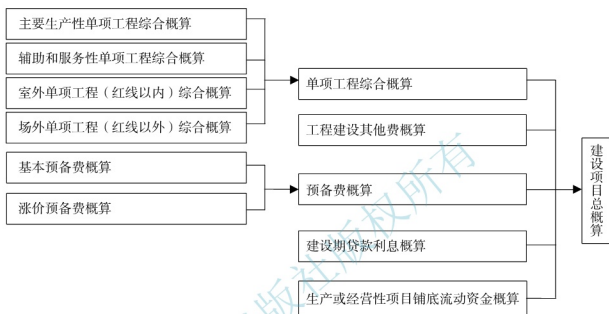 主要生产性单项工程综合概算
辅助和服务性单项工程综合概算
室外单项工程（红线以内）综合概算
场外单项工程（红线以外）综合概算
基本预备费概算
涨价预备费概算
单项工程综合概算
工程建设其他费概算
预备费概算
建设期贷款利息概算
生产或经营性项目铺底流动资金概算
建设项目总概算
版社版权所有